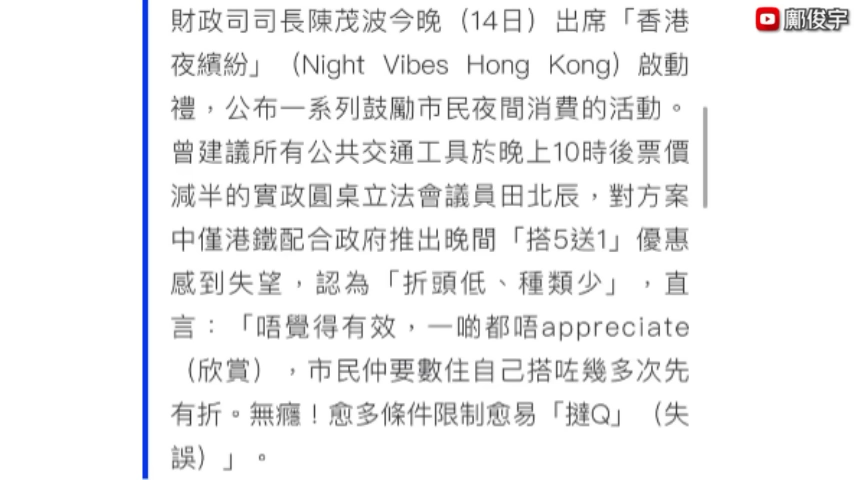 鄺俊宇
財政司司長陳茂波今晚（14日）出席「香港
夜繽紛」（Night Vibes Hong Kong）啟動
禮，公布一系列鼓勵市民夜間消費的活動。
曾建議所有公共交通工具於晚上10時後票價
減半的實政圓桌立法會議員田北辰，對方案
中僅港鐵配合政府推出晚間「搭5送1」優惠
感到失望，認為「折頭低、種類少」，直
言：「唔覺得有效，一啲都唔appreciate
（欣賞），市民仲要數住自己搭咗幾多次先
有折。無癮！愈多條件限制愈易「撻Q」（失
誤）」。